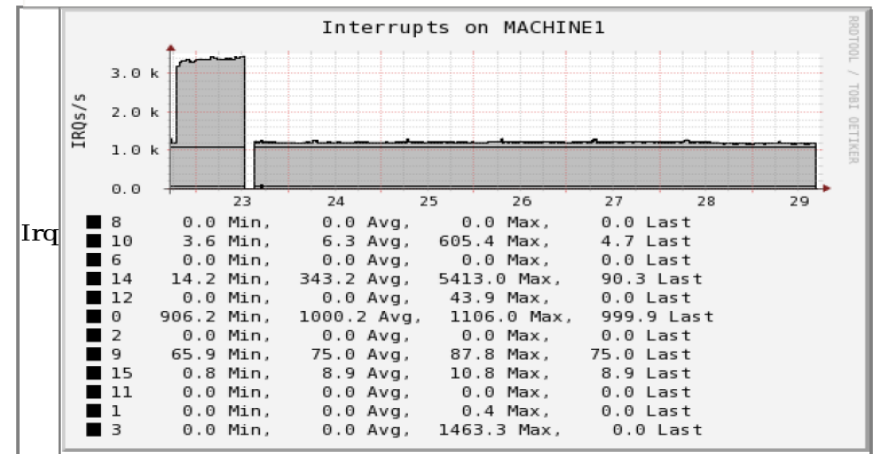 Interrupts on MACHINE1
RRDTOOL / TOBI OETIKER
IRQs/s
3.0 k
2.0 k
1.0 k
0.0
23 24 25 26 27 28 29
Irq
8 0.0 Min, 0.0 Avg, 0.0 Max, 0.0 Last
10 3.6 Min, 6.3 Avg, 605.4 Max, 4.7 Last
6 0.0 Min, 0.0 Avg, 0.0 Max, 0.0 Last
14 14.2 Min, 343.2 Avg, 5413.0 Max, 90.3 Last
12 0.0 Min, 0.0 Avg, 43.9 Max, 0.0 Last
0 906.2 Min, 1000.2 Avg, 1106.0 Max, 999.9 Last
2 0.0 Min, 0.0 Avg, 0.0 Max, 0.0 Last
9 65.9 Min, 75.0 Avg, 87.8 Max, 75.0 Last
15 0.8 Min, 8.9 Avg, 10.8 Max, 8.9 Last
11 0.0 Min, 0.0 Avg, 0.0 Max, 0.0 Last
1 0.0 Min, 0.0 Avg, 0.4 Max, 0.0 Last
3 0.0 Min, 0.0 Avg, 1463.3 Max, 0.0 Last